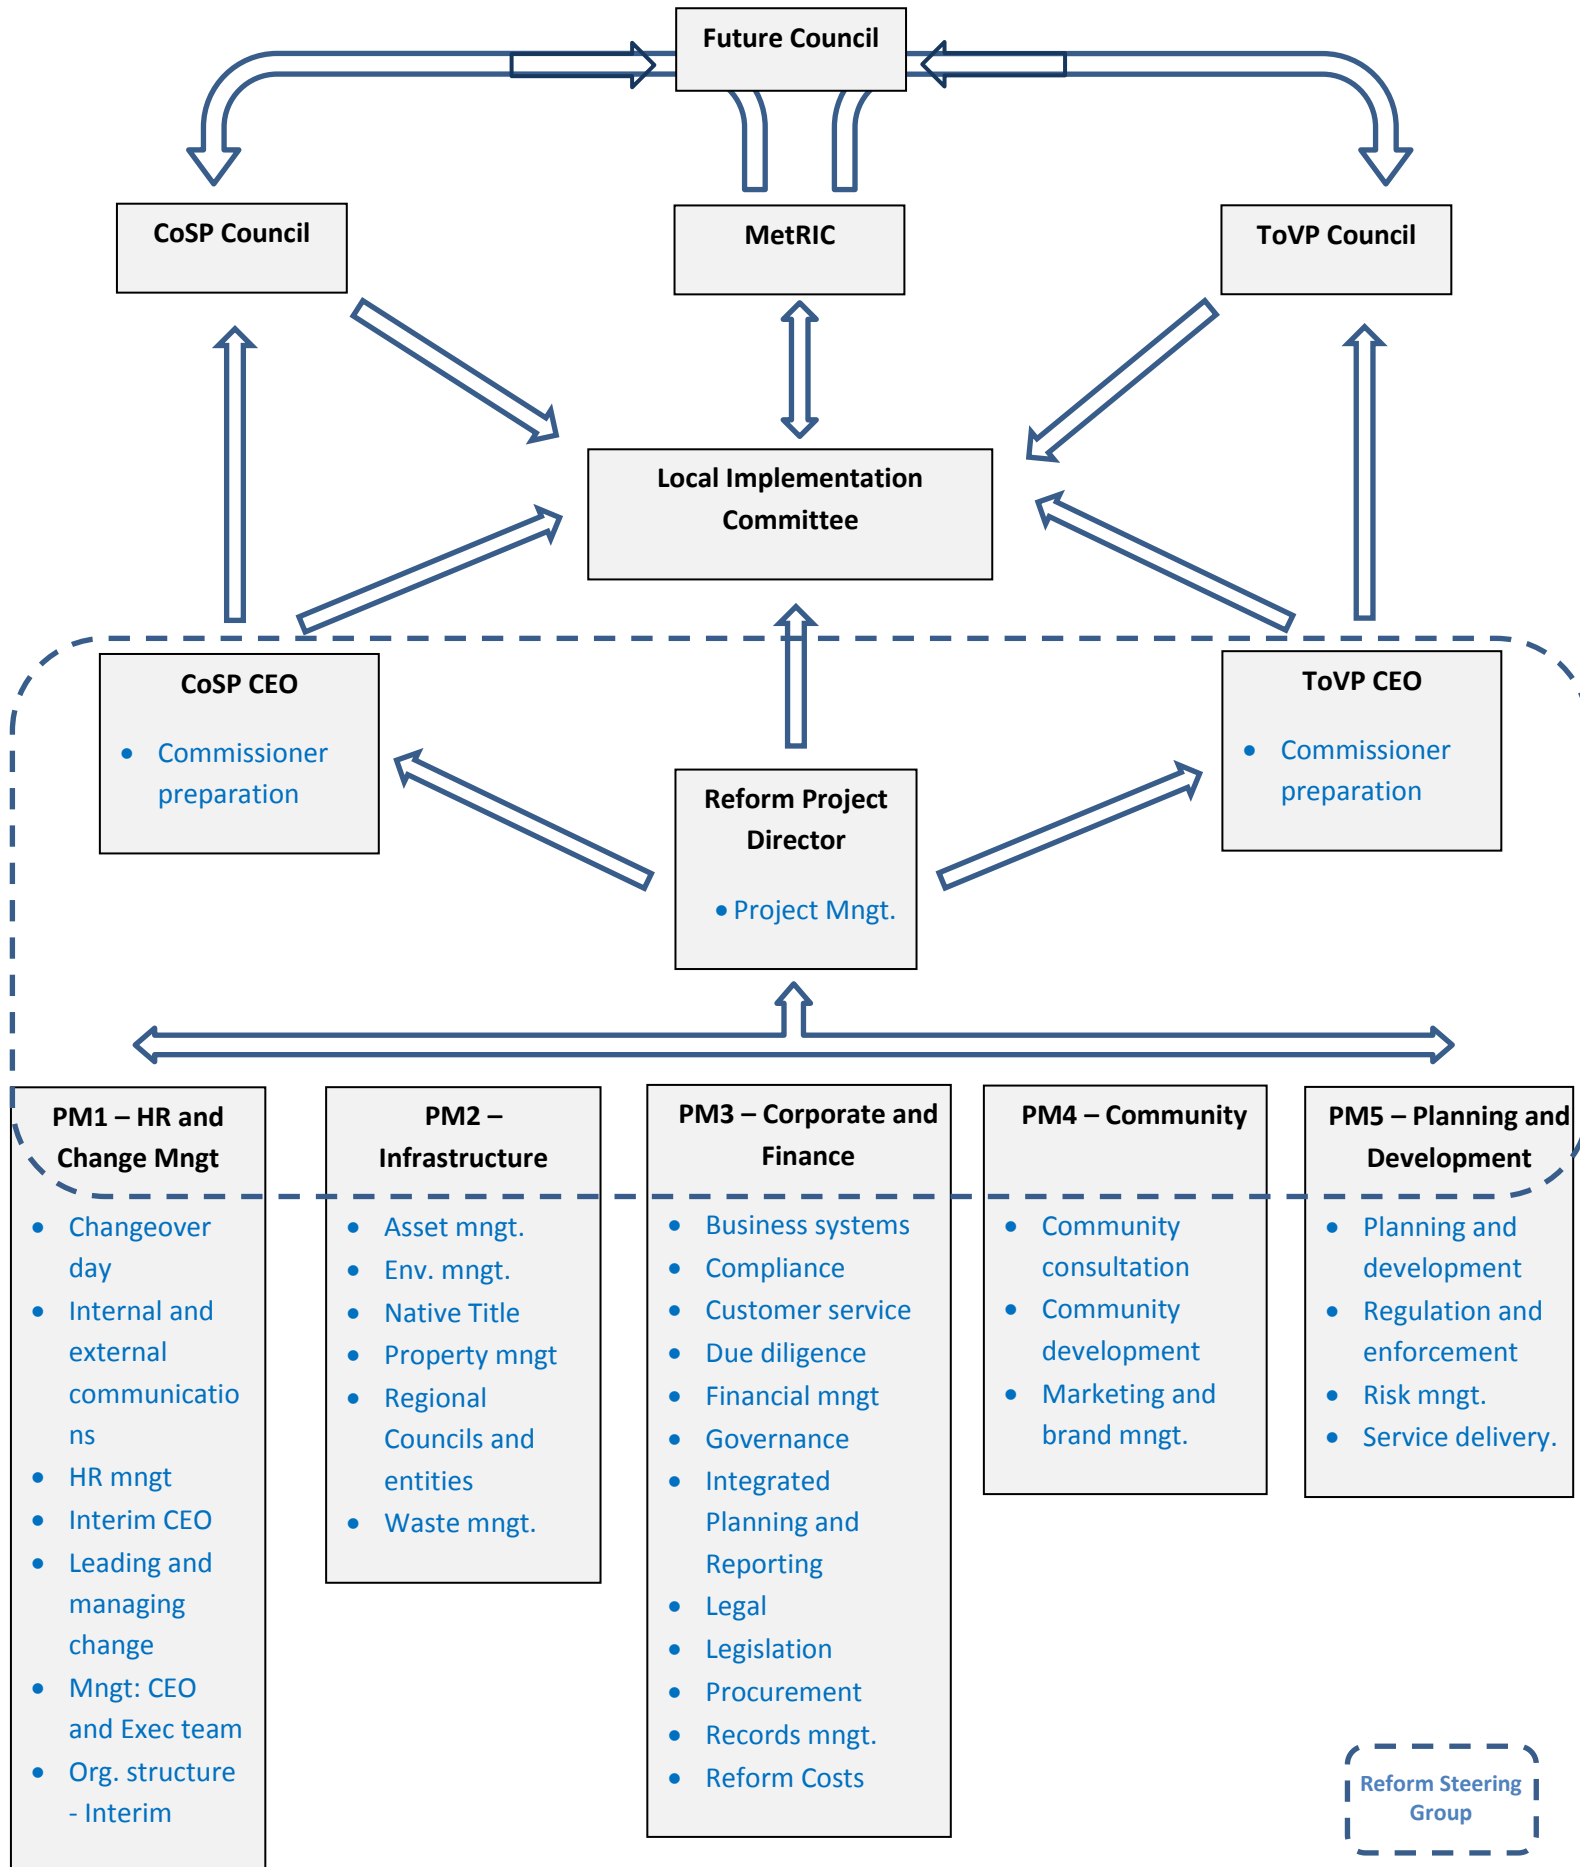 Future Council
CoSP Council
MetRIC
ToVP Council
Local Implementation
Committee
CoSP CEO
• Commissioner
preparation
ToVP CEO
• Commissioner
preparation
Reform Project
Director
• Project Mngt.
PM1 – HR and
Change Mngt
• Changeover
day
• Internal and
external
communicatio
ns
• HR mngt
• Interim CEO
• Leading and
managing
change
• Mngt: CEO
and Exec team
• Org. structure
- Interim
PM2 –
Infrastructure
• Asset mngt.
• Env. mngt.
• Native Title
• Property mngt
• Regional
Councils and
entities
• Waste mngt.
PM3 – Corporate and
Finance
• Business systems
• Compliance
• Customer service
• Due diligence
• Financial mngt
• Governance
• Integrated
Planning and
Reporting
• Legal
• Legislation
• Procurement
• Records mngt.
• Reform Costs
PM4 – Community
• Community
consultation
• Community
development
• Marketing and
brand mngt.
PM5 – Planning and
Development
• Planning and
development
• Regulation and
enforcement
• Risk mngt.
• Service delivery.
Reform Steering
Group